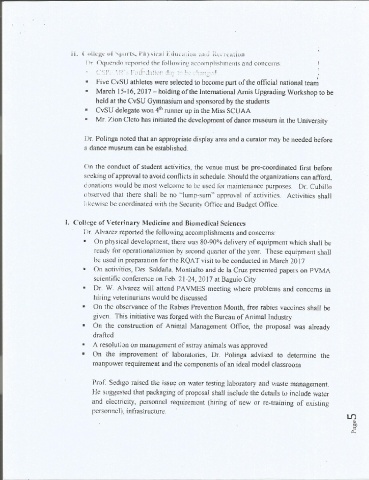 H. College of Sports, Physical Education and Recreation
Dr. Oquendo reported the following accomplishments and concerns
• Foundation day to be changed
• Five CvSU athletes were selected to become part of the official national team
• March 15-16, 2017 – holding of the International Arnis Upgrading Workshop to be
held at the CvSU Gymnasium and sponsored by the students
• CvSU delegate won 4th runner up in the Miss SCUAA
• Mr. Zion Cleto has initiated the development of dance museum in the University
Dr. Polinga noted that an appropriate display area and a curator may be needed before
a dance museum can be established.
On the conduct of student activities, the venue must be pre-coordinated first before
seeking of approval to avoid conflicts in schedule. Should the organizations can afford,
donations would be most welcome to be used for maintenance purposes. Dr. Cubillo
observed that there shall be no "lump-sum" approval of activities. Activities shall
likewise be coordinated with the Security Office and Budget Office.
I. College of Veterinary Medicine and Biomedical Sciences
Dr. Alvarez reported the following accomplishments and concerns:
• On physical development, there was 80-90% delivery of equipment which shall be
ready for operationalization by second quarter of the year. These equipment shall
be used in preparation for the RQAT visit to be conducted in March 2017
• On activities, Drs. Soldaña, Mostialto and de la Cruz presented papers on PVMA
scientific conference on Feb. 21-24, 2017 at Baguio City
• Dr. W. Alvarez will attend PAVMES meeting where problems and concerns in
hiring veterinarians would be discussed
• On the observance of the Rabies Prevention Month, free rabies vaccines shall be
given. This initiative was forged with the Bureau of Animal Industry
• On the construction of Animal Management Office, the proposal was already
drafted
• A resolution on management of astray animals was approved
• On the improvement of laboratories, Dr. Polinga advised to determine the
manpower requirement and the components of an ideal model classroom
Prof. Sedigo raised the issue on water testing laboratory and waste management.
He suggested that packaging of proposal shall include the details to include water
and electricity, personnel requirement (hiring of new or re-training of existing
personnel), infrastructure.
Page 5